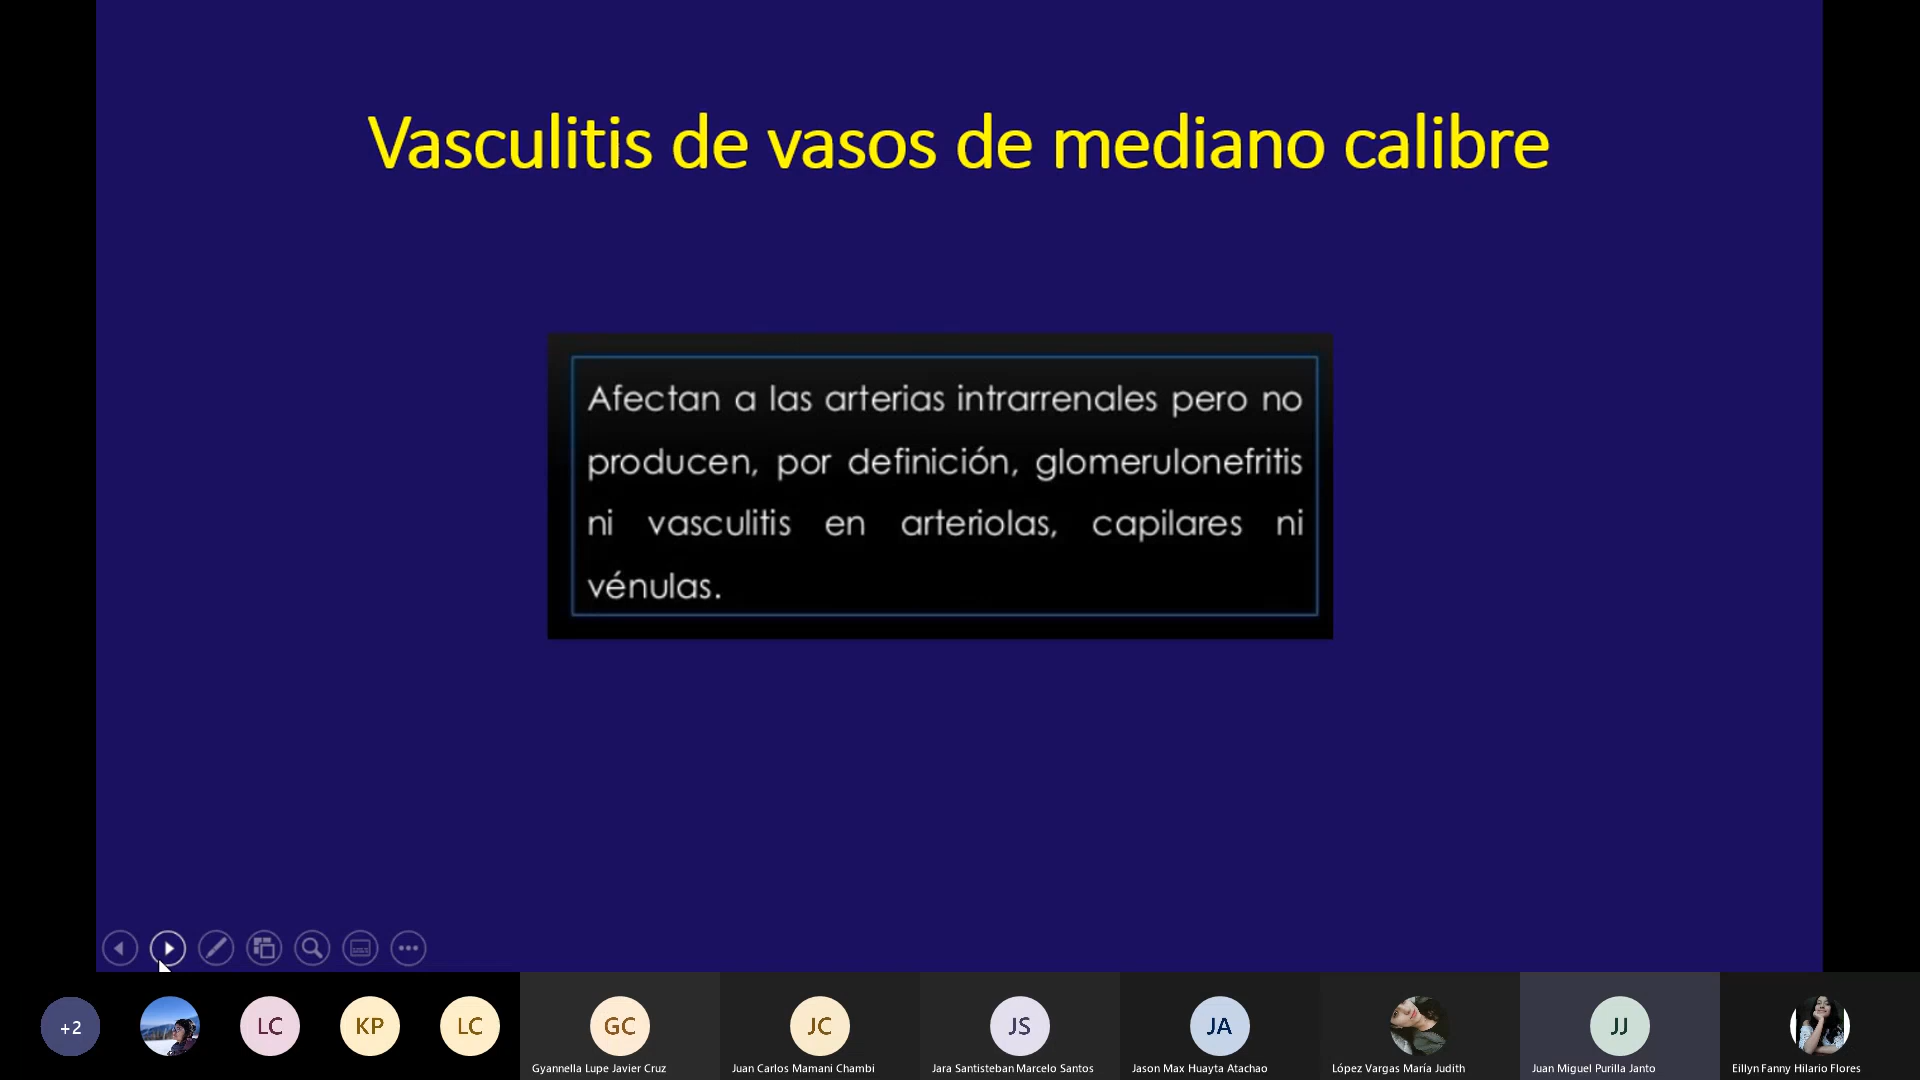 Vasculitis de vasos de mediano calibre
Afectan a las arterias intrarrenales pero no
producen, por definición, glomerulonefritis
ni vasculitis en arteriolas, capilares ni
vénulas.
+2
LC
KP
LC
GC
JC
JS
JA
JJ
Gyannella Lupe Javier Cruz
Juan Carlos Mamani Chambi
Jara Santisteban Marcelo Santos
Jason Max Huayta Atachao
López Vargas María Judith
Juan Miguel Purilla Janto
Eillyn Fanny Hilario Flores